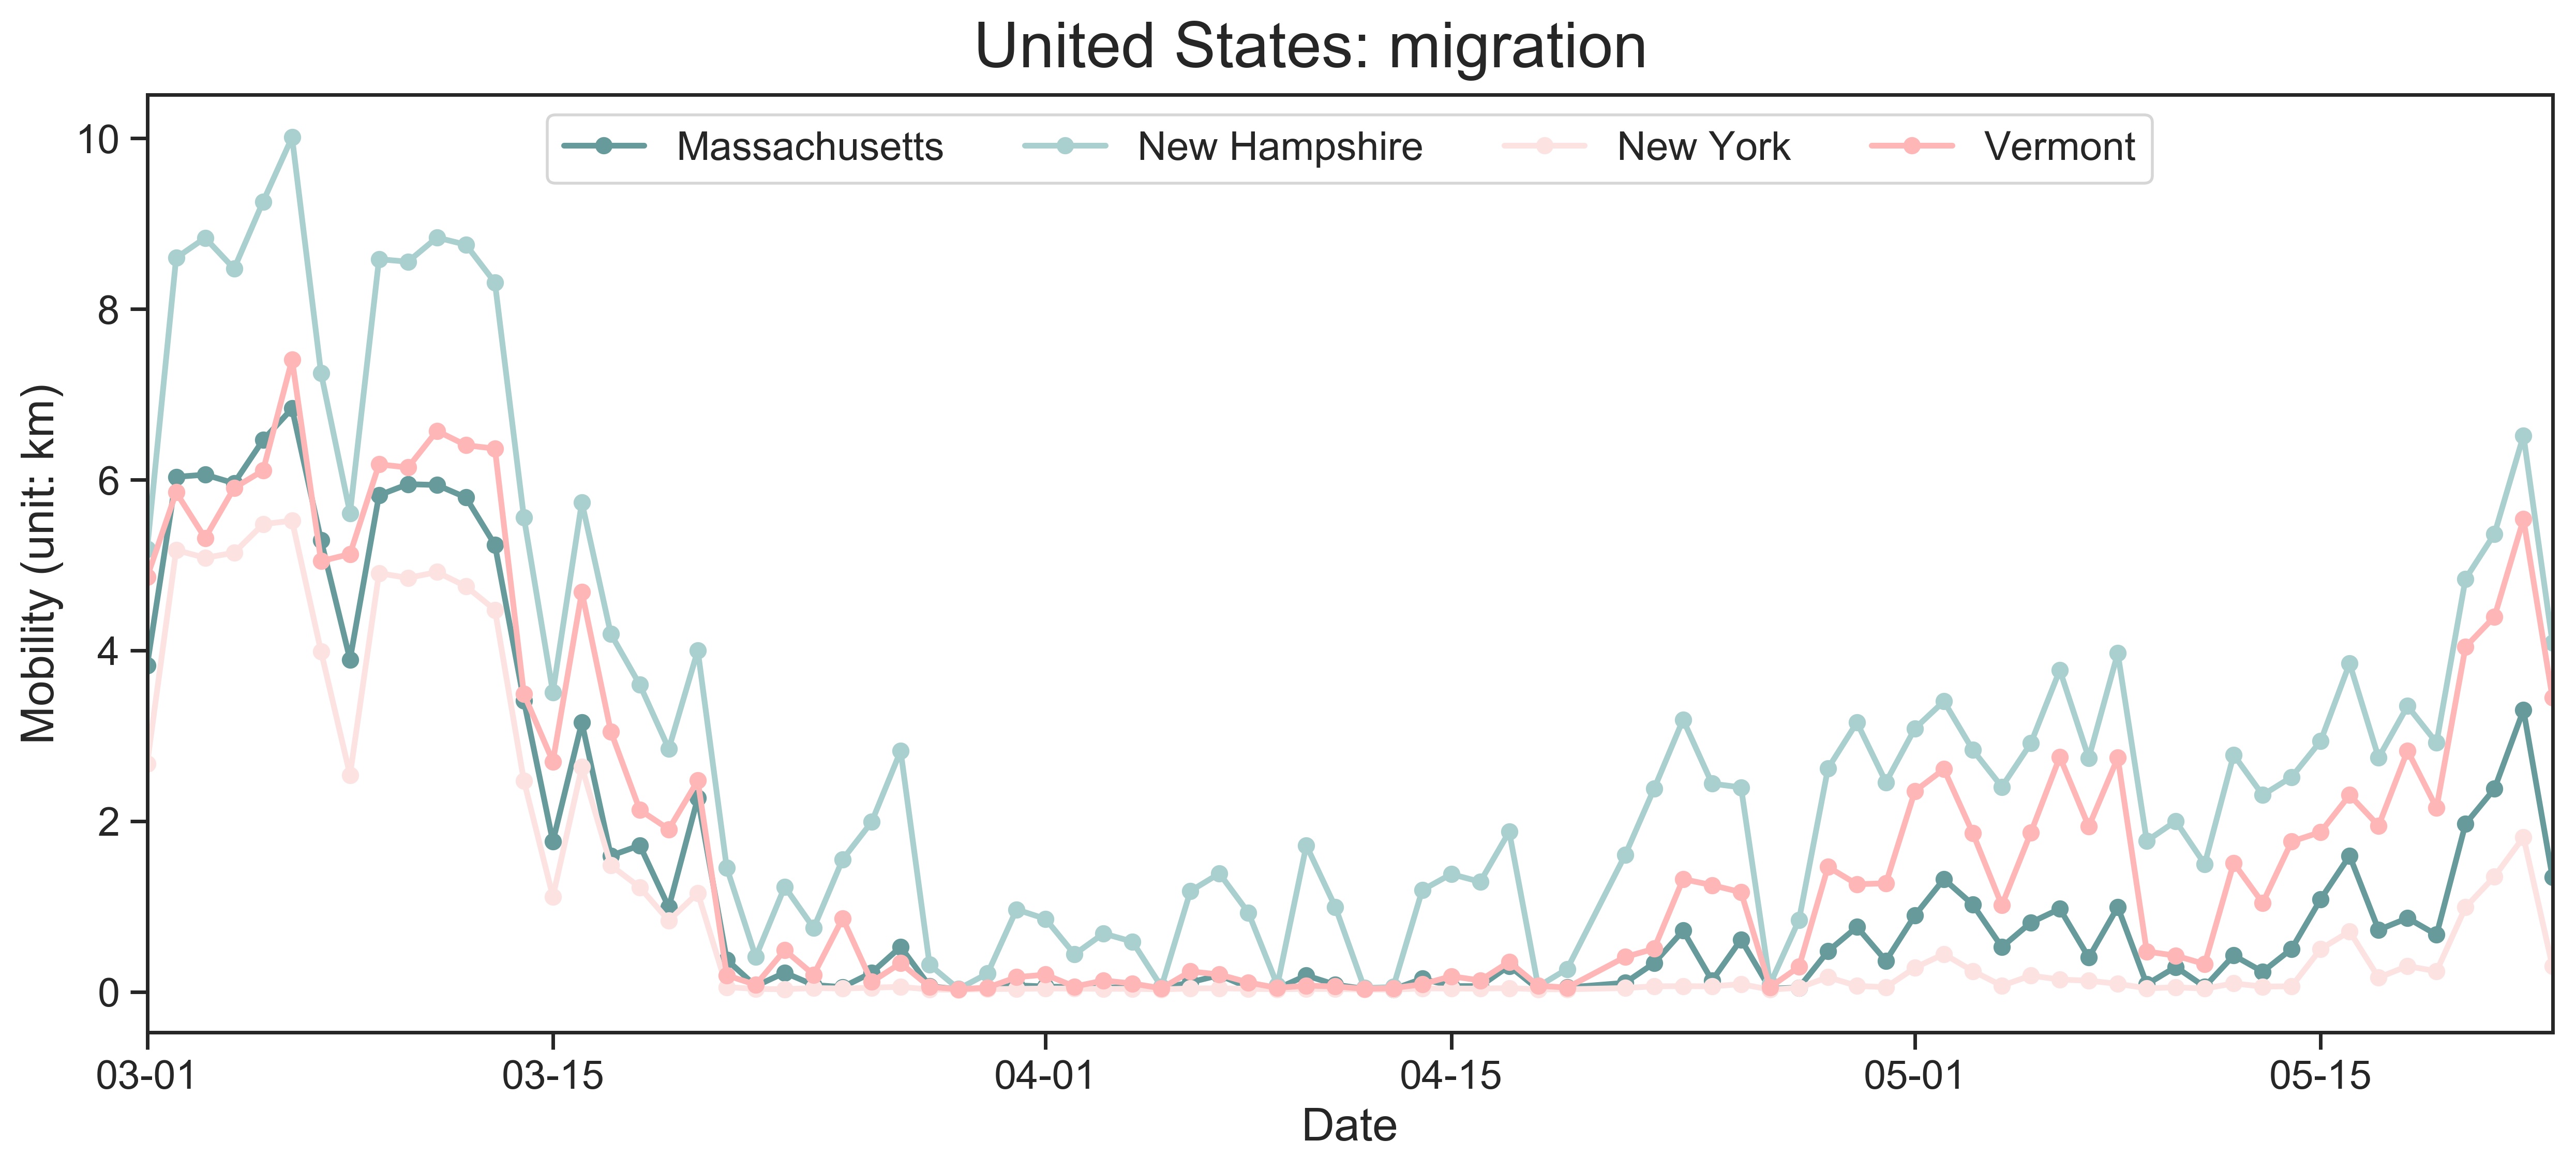 United States: migration
Massachusetts New Hampshire New York Vermont
Mobility (unit: km)
10
8
6
4
2
0
03-01 03-15 04-01 04-15 05-01 05-15
Date